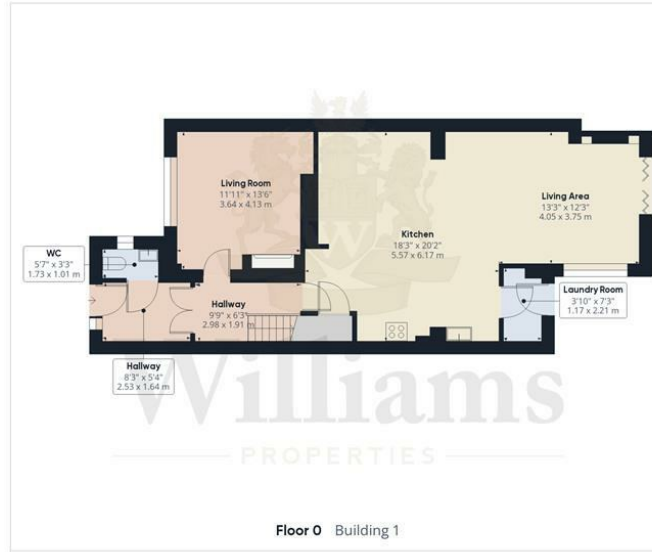 Living Room
11'11" x 13'6"
3.64 x 4.13 m
Living Area
13'3" x 12'3"
4.05 x 3.75 m
Kitchen
18'3" x 20'2"
5.57 x 6.17 m
WC
5'7" x 3'3"
1.73 x 1.01 m
Laundry Room
3'10" x 7'3"
1.17 x 2.21 m
Hallway
9'9" x 6'3"
2.98 x 1.91 m
Hallway
8'3" x 5'4"
2.53 x 1.64 m
W
Williams
PROPERTIES
Floor 0 Building 1